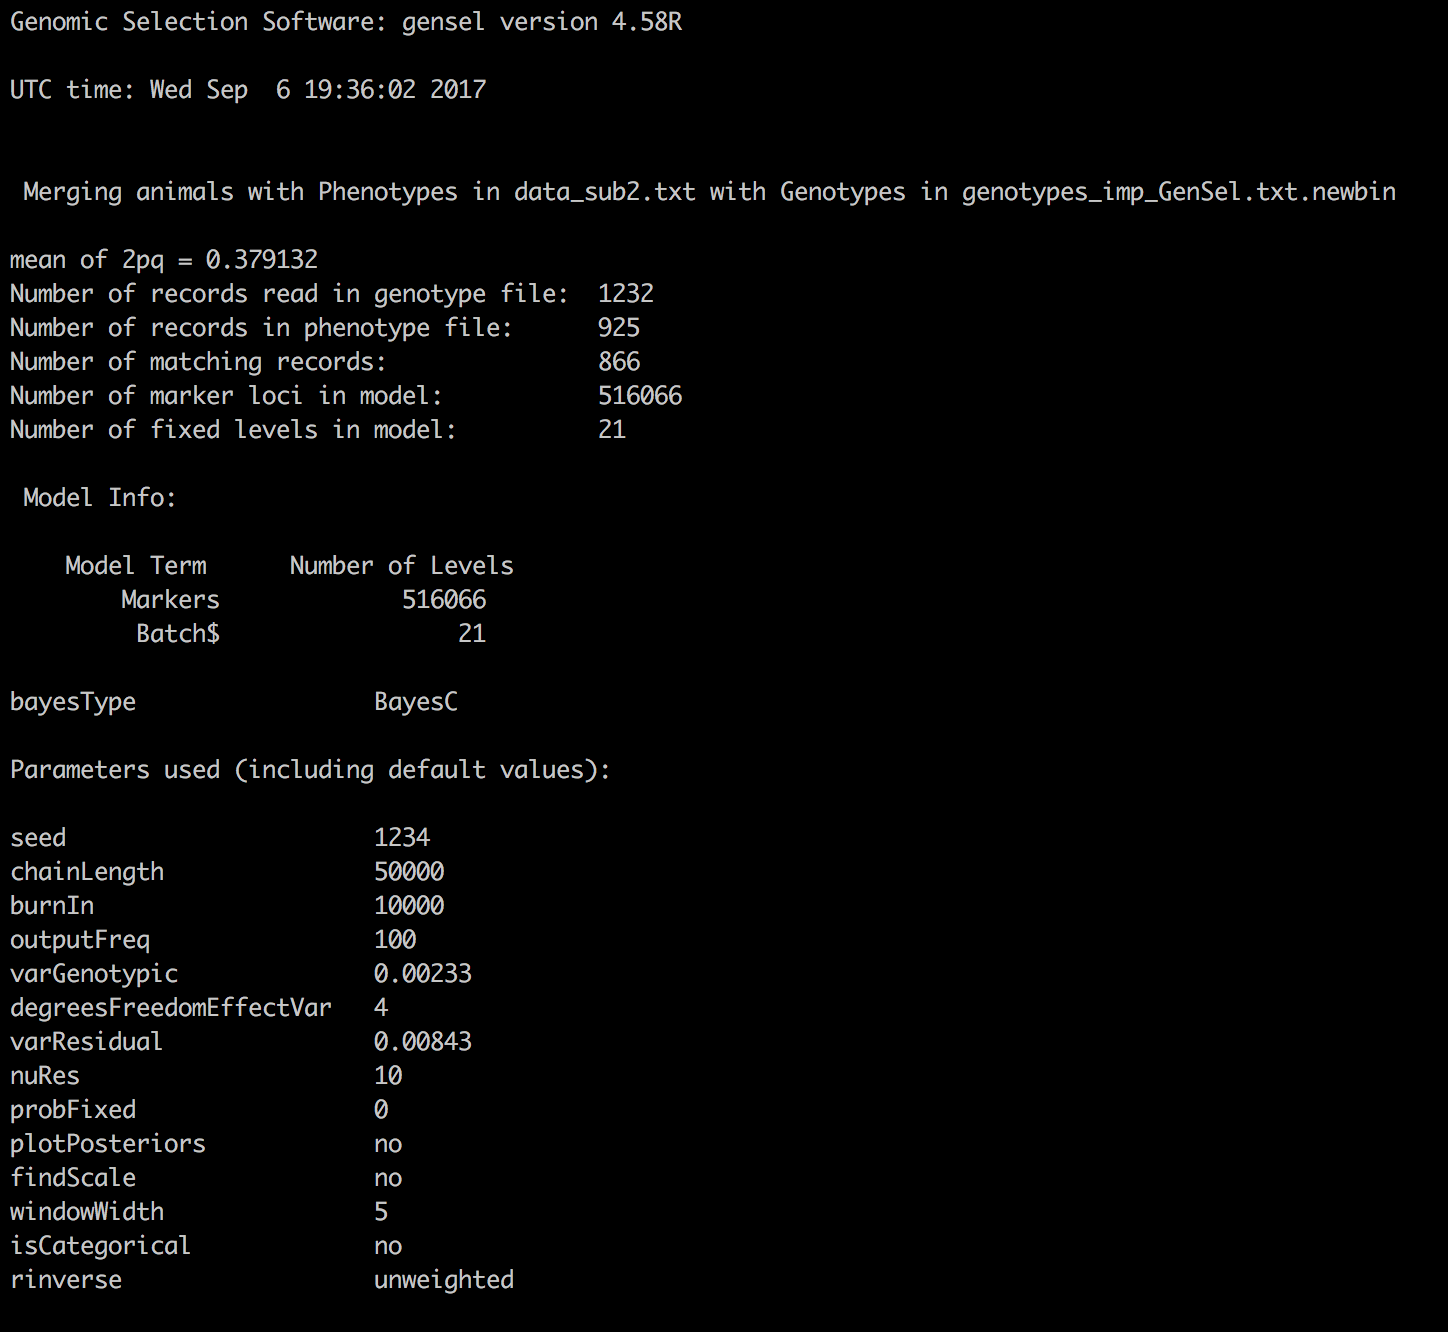 Genomic Selection Software: gensel version 4.58R
UTC time: Wed Sep  6 19:36:02 2017
Merging animals with Phenotypes in data_sub2.txt with Genotypes in genotypes_imp_GenSel.txt.newbin
mean of 2pq = 0.379132
Number of records read in genotype file:  1232
Number of records in phenotype file:      925
Number of matching records:               866
Number of marker loci in model:           516066
Number of fixed levels in model:          21
Model Info:
Model Term      Number of Levels
Markers             516066
Batch$                 21
bayesType                 BayesC
Parameters used (including default values):
seed                      1234
chainLength               50000
burnIn                    10000
outputFreq                100
varGenotypic              0.00233
degreesFreedomEffectVar   4
varResidual               0.00843
nuRes                     10
probFixed                 0
plotPosteriors            no
findScale                 no
windowWidth               5
isCategorical             no
rinverse                  unweighted